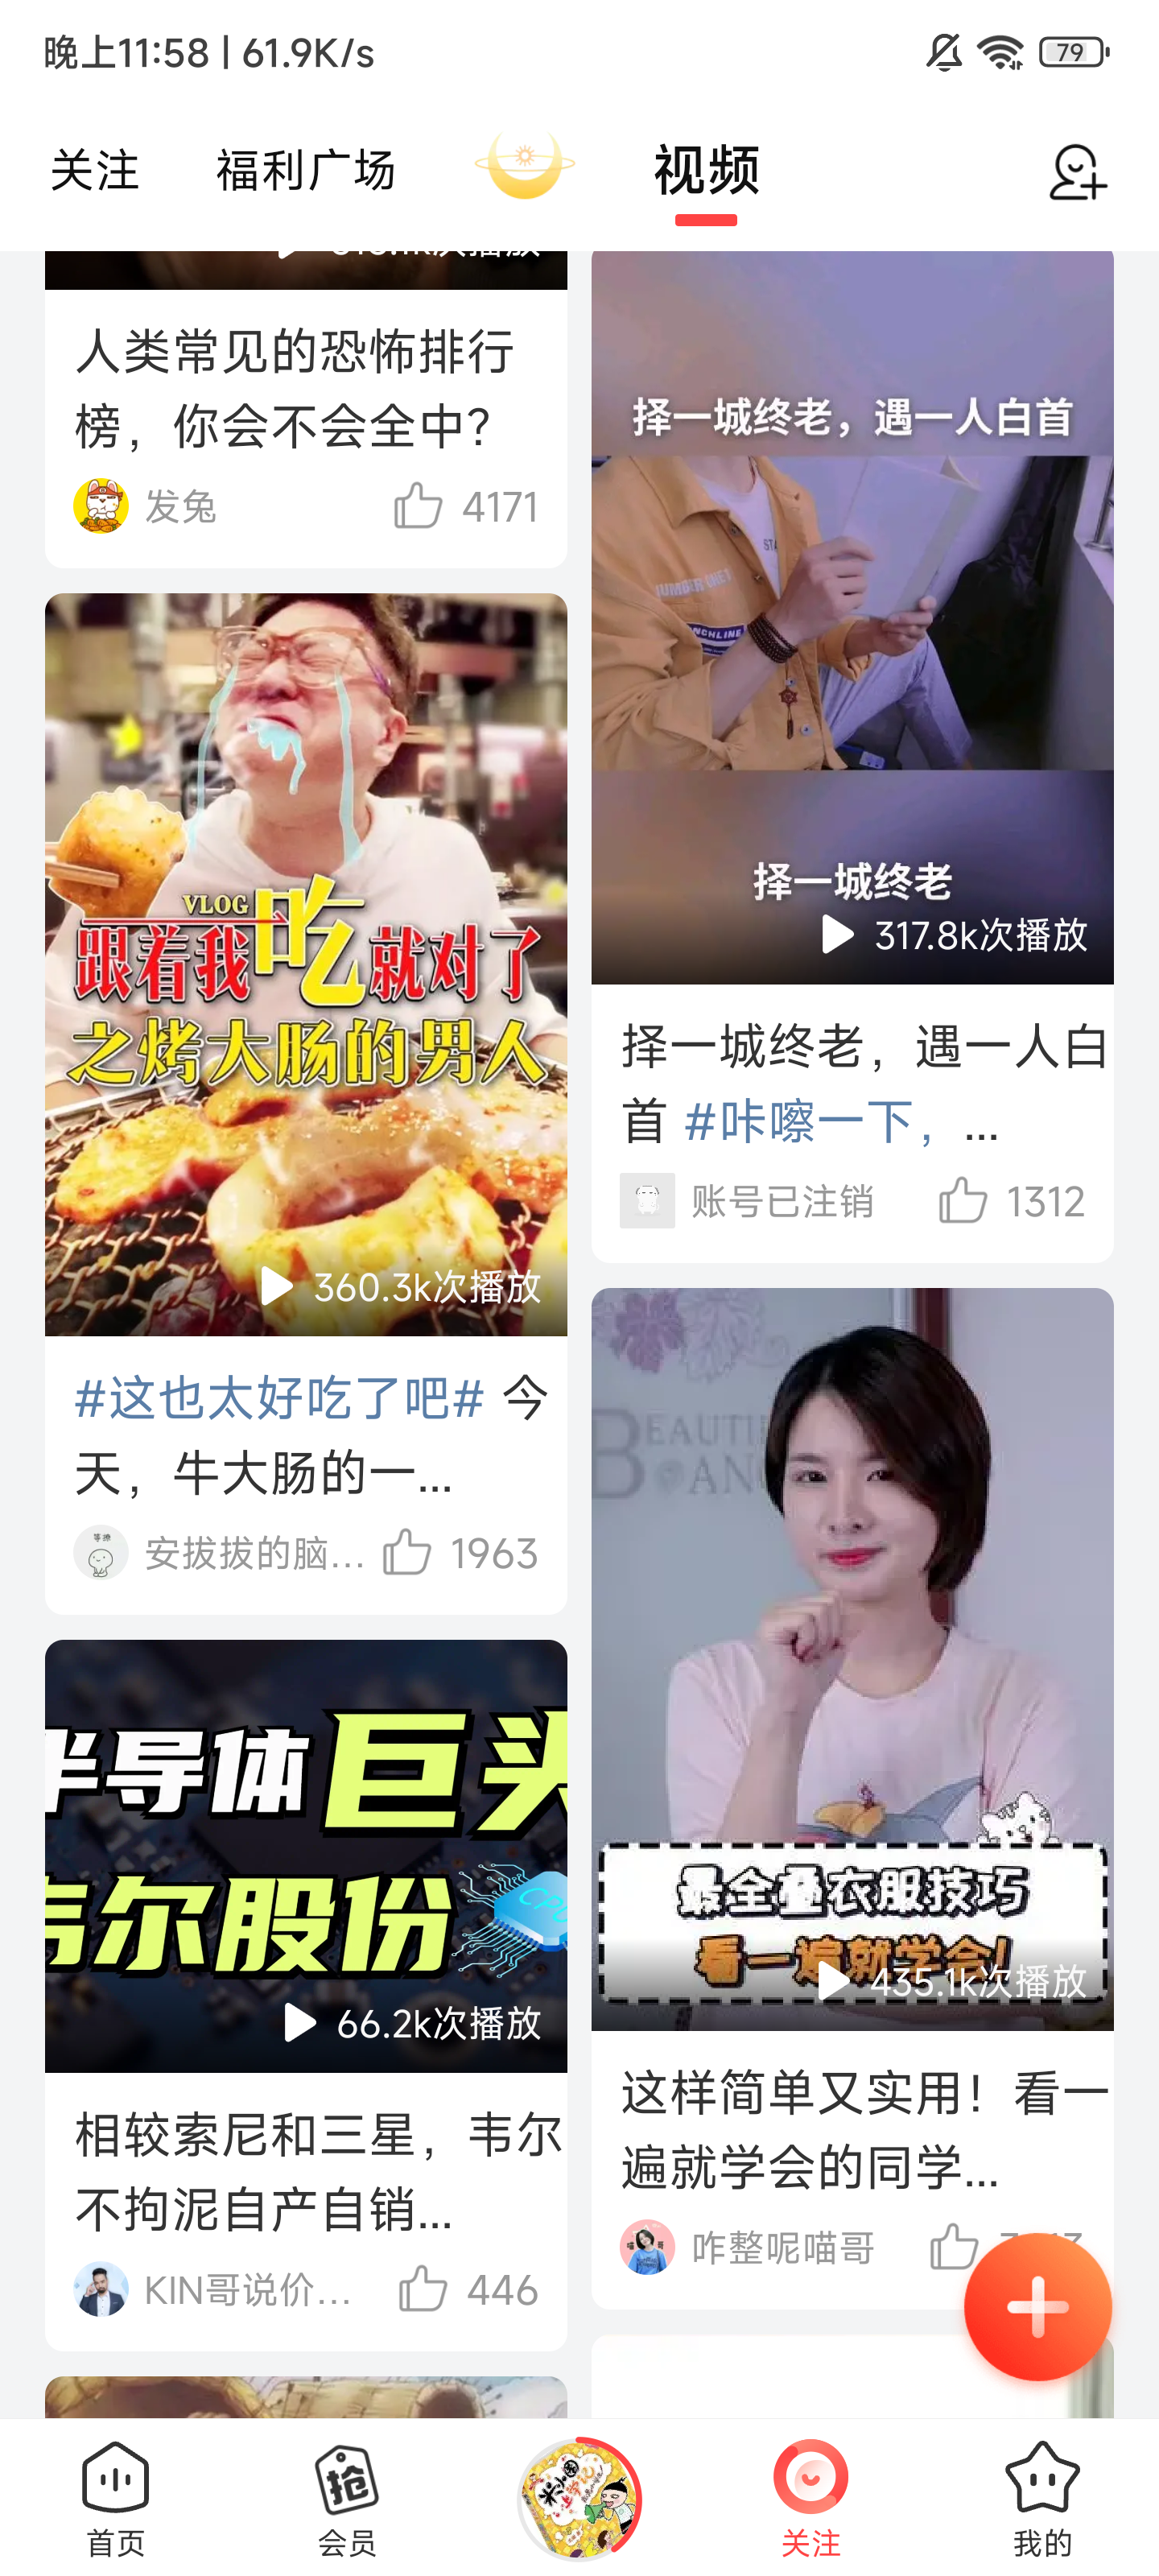 晚上11:58 | 61.9K/s
79
关注
福利广场
视频
人类常见的恐怖排行
榜，你会不会全中？
发兔
4171
VLOG
跟着我吃就对了
之烤大肠的男人
360.3k次播放
#这也太好吃了吧# 今
天，牛大肠的一...
安拔拔的脑...
1963
半导体巨头
韦尔股份
CPU
66.2k次播放
相较索尼和三星，韦尔
不拘泥自产自销...
KIN哥说价...
446
择一城终老，遇一人白首
择一城终老
317.8k次播放
择一城终老，遇一人白
首 #咔嚓一下，...
账号已注销
1312
最全叠衣服技巧
看一遍就学会!
435.1k次播放
这样简单又实用！看一
遍就学会的同学...
咋整呢喵哥
抢
首页
会员
关注
我的